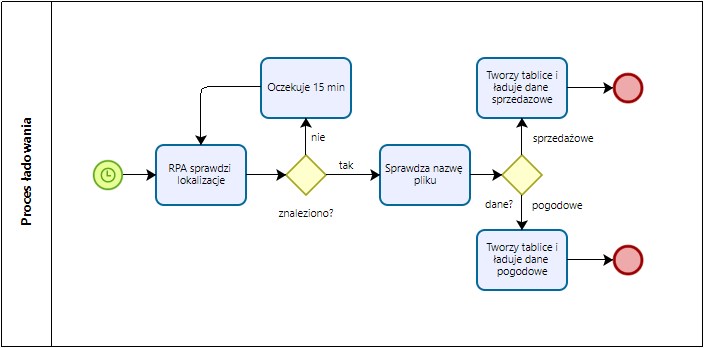 Proces ładowania
RPA sprawdzi
lokalizacje
Oczekuje 15 min
nie
znaleziono?
tak
Sprawdza nazwę
pliku
dane?
sprzedażowe
Tworzy tablice i
ładuje dane
sprzedazowe
pogodowe
Tworzy tablice i
ładuje dane
pogodowe